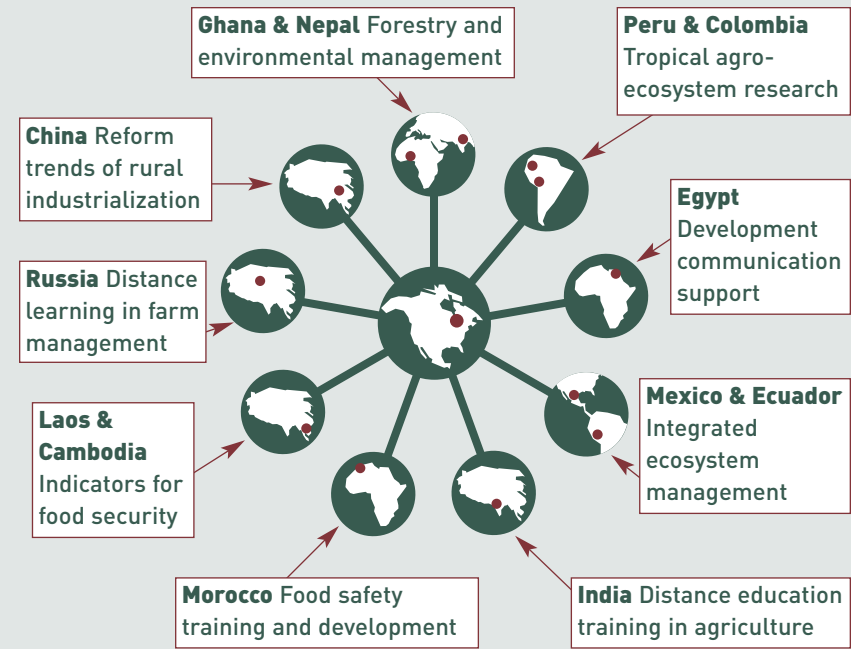 Ghana & Nepal Forestry and
environmental management
Peru & Colombia
Tropical agro-
ecosystem research
China Reform
trends of rural
industrialization
Egypt
Development
communication
support
Russia Distance
learning in farm
management
Mexico & Ecuador
Integrated
ecosystem
management
Laos &
Cambodia
Indicators for
food security
Morocco Food safety
training and development
India Distance education
training in agriculture